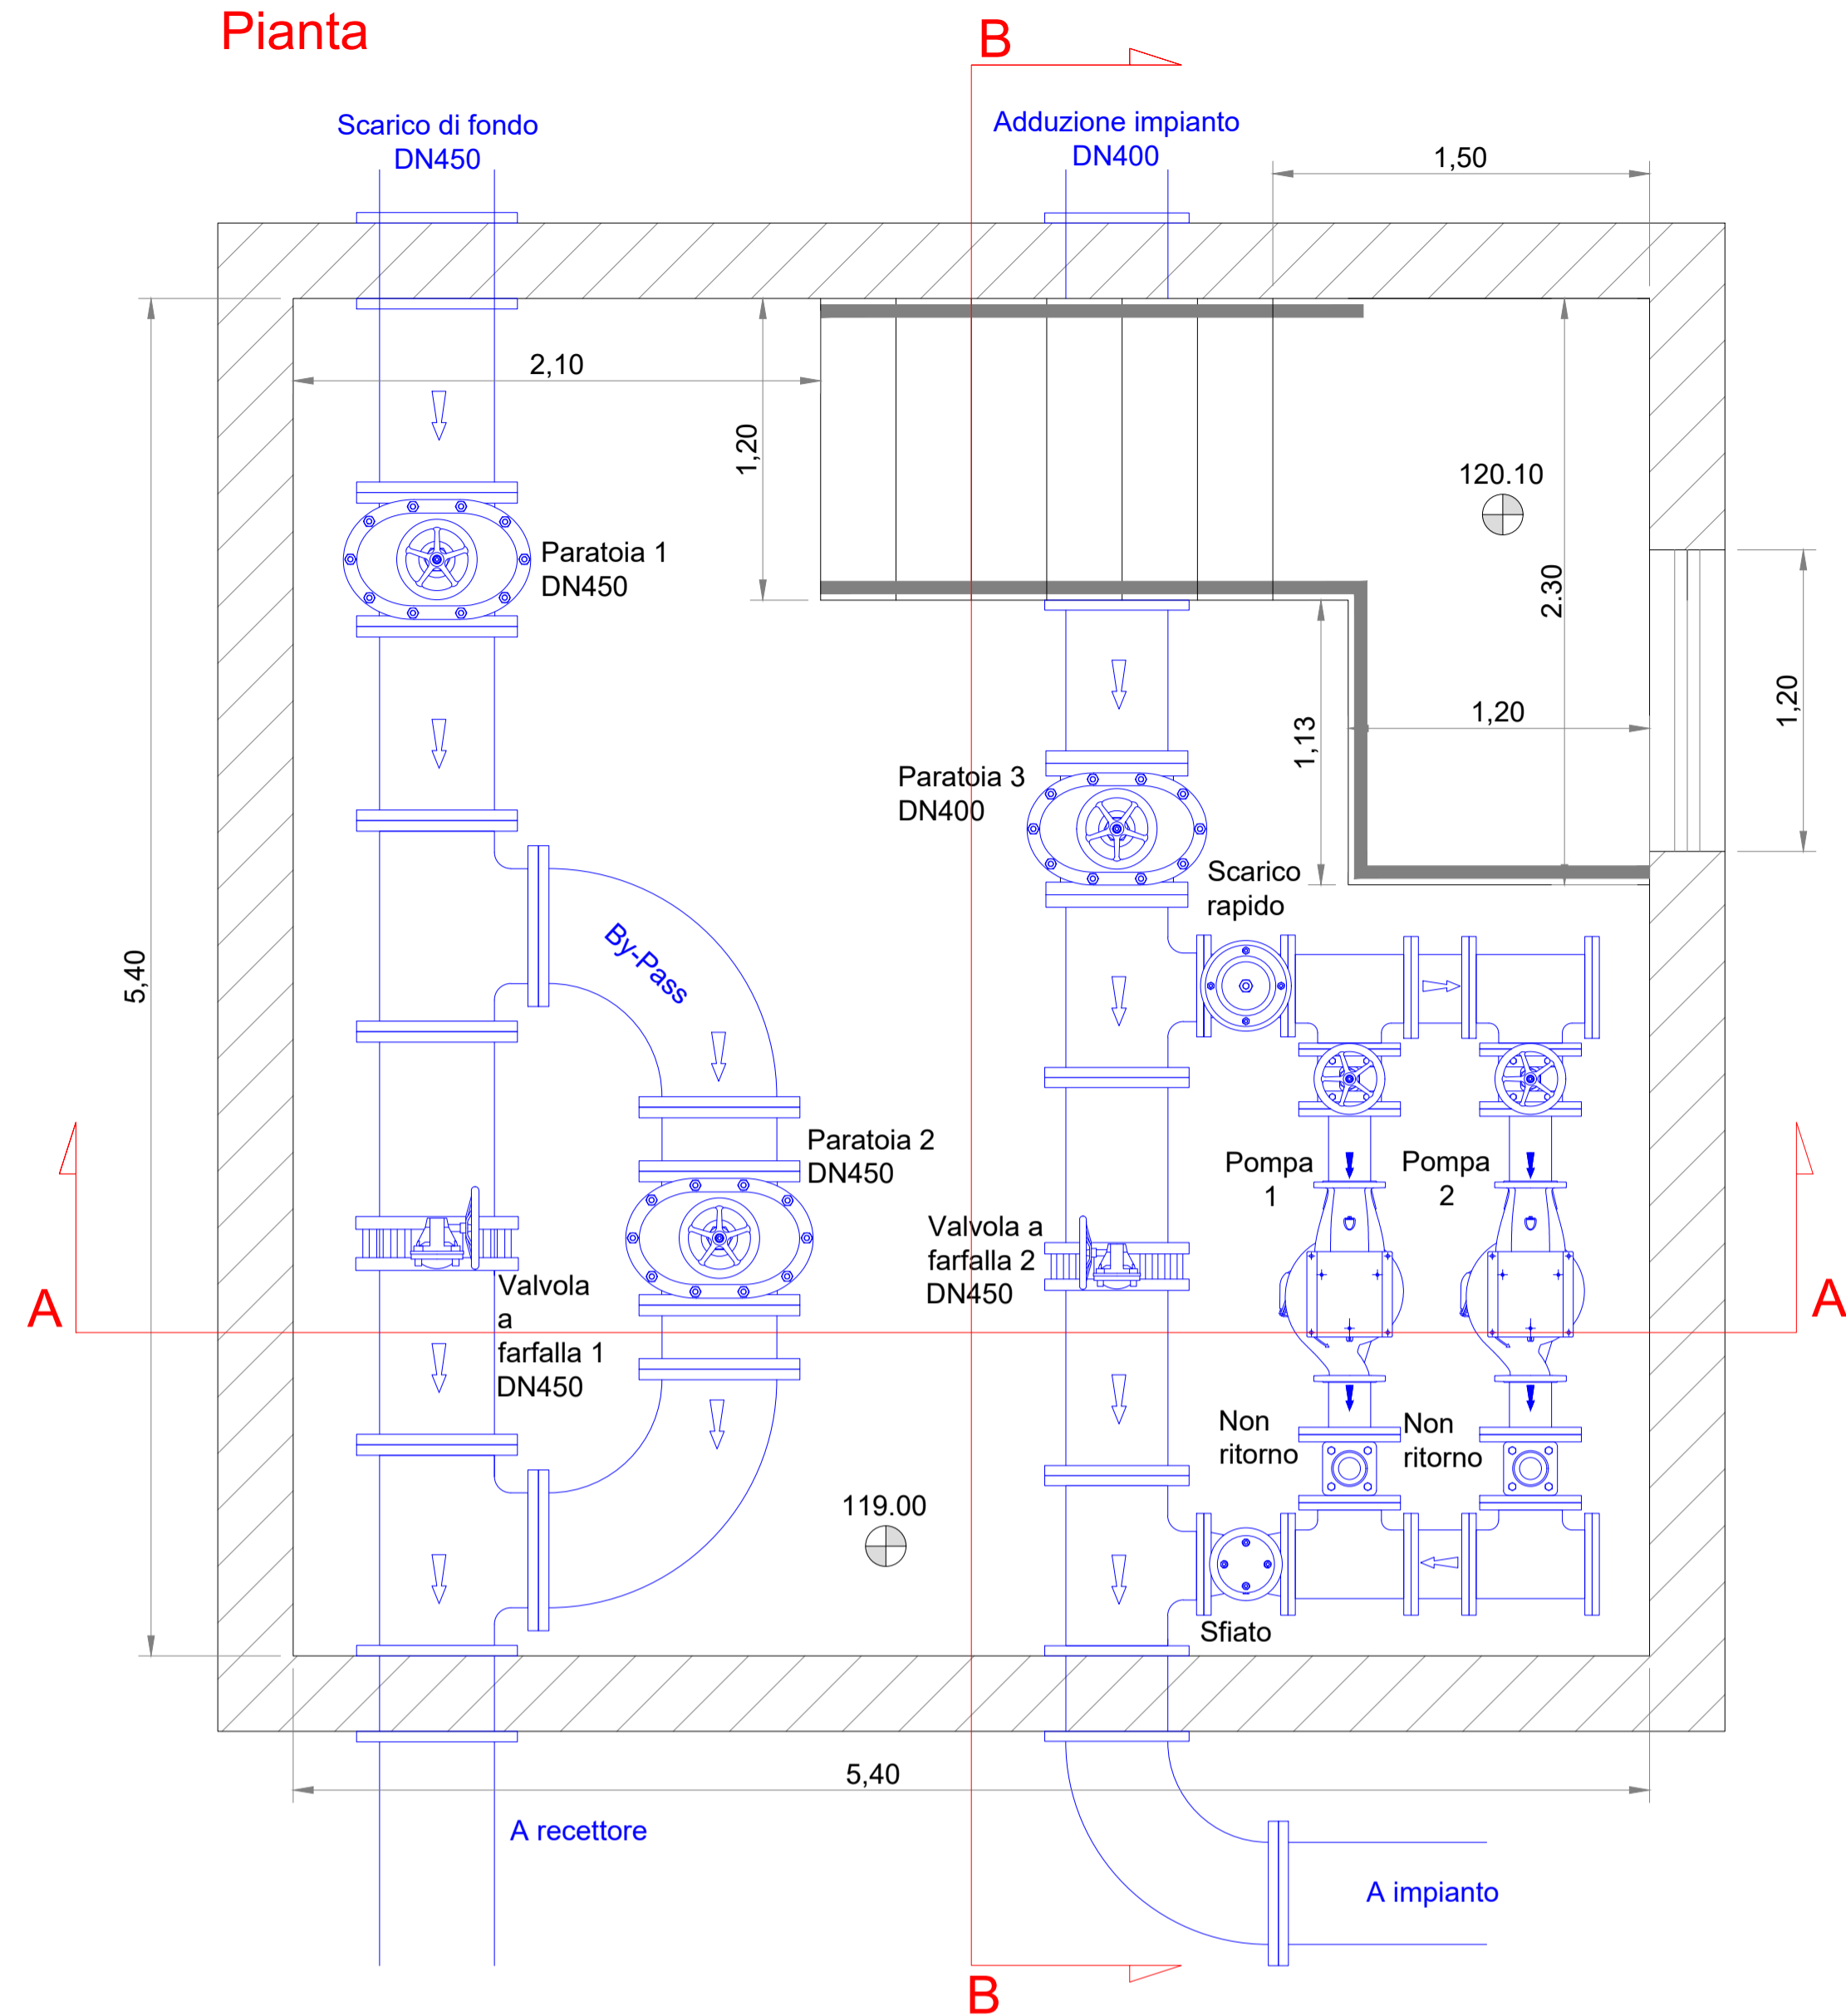 Pianta
B
Scarico di fondo
DN450
Adduzione impianto
DN400
1,50
2,10
1,20
120.10
Paratoia 1
DN450
2.30
1,20
1,20
1,13
Paratoia 3
DN400
Scarico
rapido
By-Pass
5,40
Paratoia 2
DN450
Pompa
1
Pompa
2
Valvola a
farfalla 2
DN450
Valvola
a
farfalla 1
DN450
A
A
Non
ritorno
Non
ritorno
119.00
Sfiato
5,40
A recettore
A impianto
B